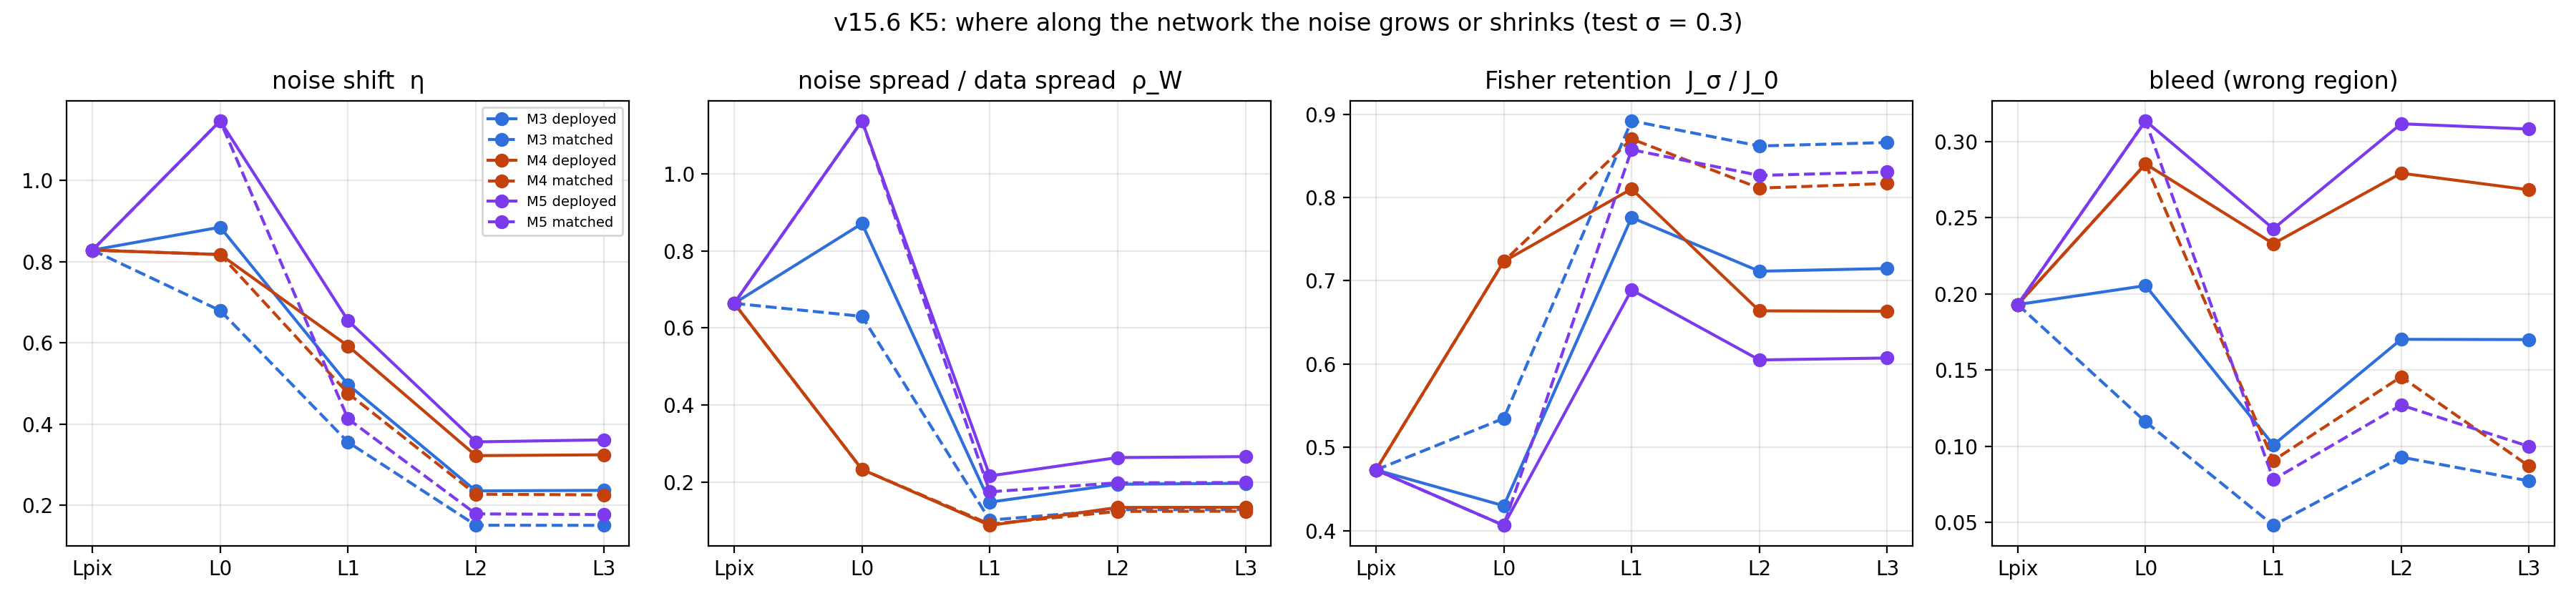 v15.6 K5: where along the network the noise grows or shrinks (test σ = 0.3)
noise shift η
1.0
0.8
0.6
0.4
0.2
Lpix L0 L1 L2 L3
M3 deployed
M3 matched
M4 deployed
M4 matched
M5 deployed
M5 matched
noise spread / data spread ρ_W
1.0
0.8
0.6
0.4
0.2
Lpix L0 L1 L2 L3
Fisher retention J_σ / J_0
0.9
0.8
0.7
0.6
0.5
0.4
Lpix L0 L1 L2 L3
bleed (wrong region)
0.30
0.25
0.20
0.15
0.10
0.05
Lpix L0 L1 L2 L3